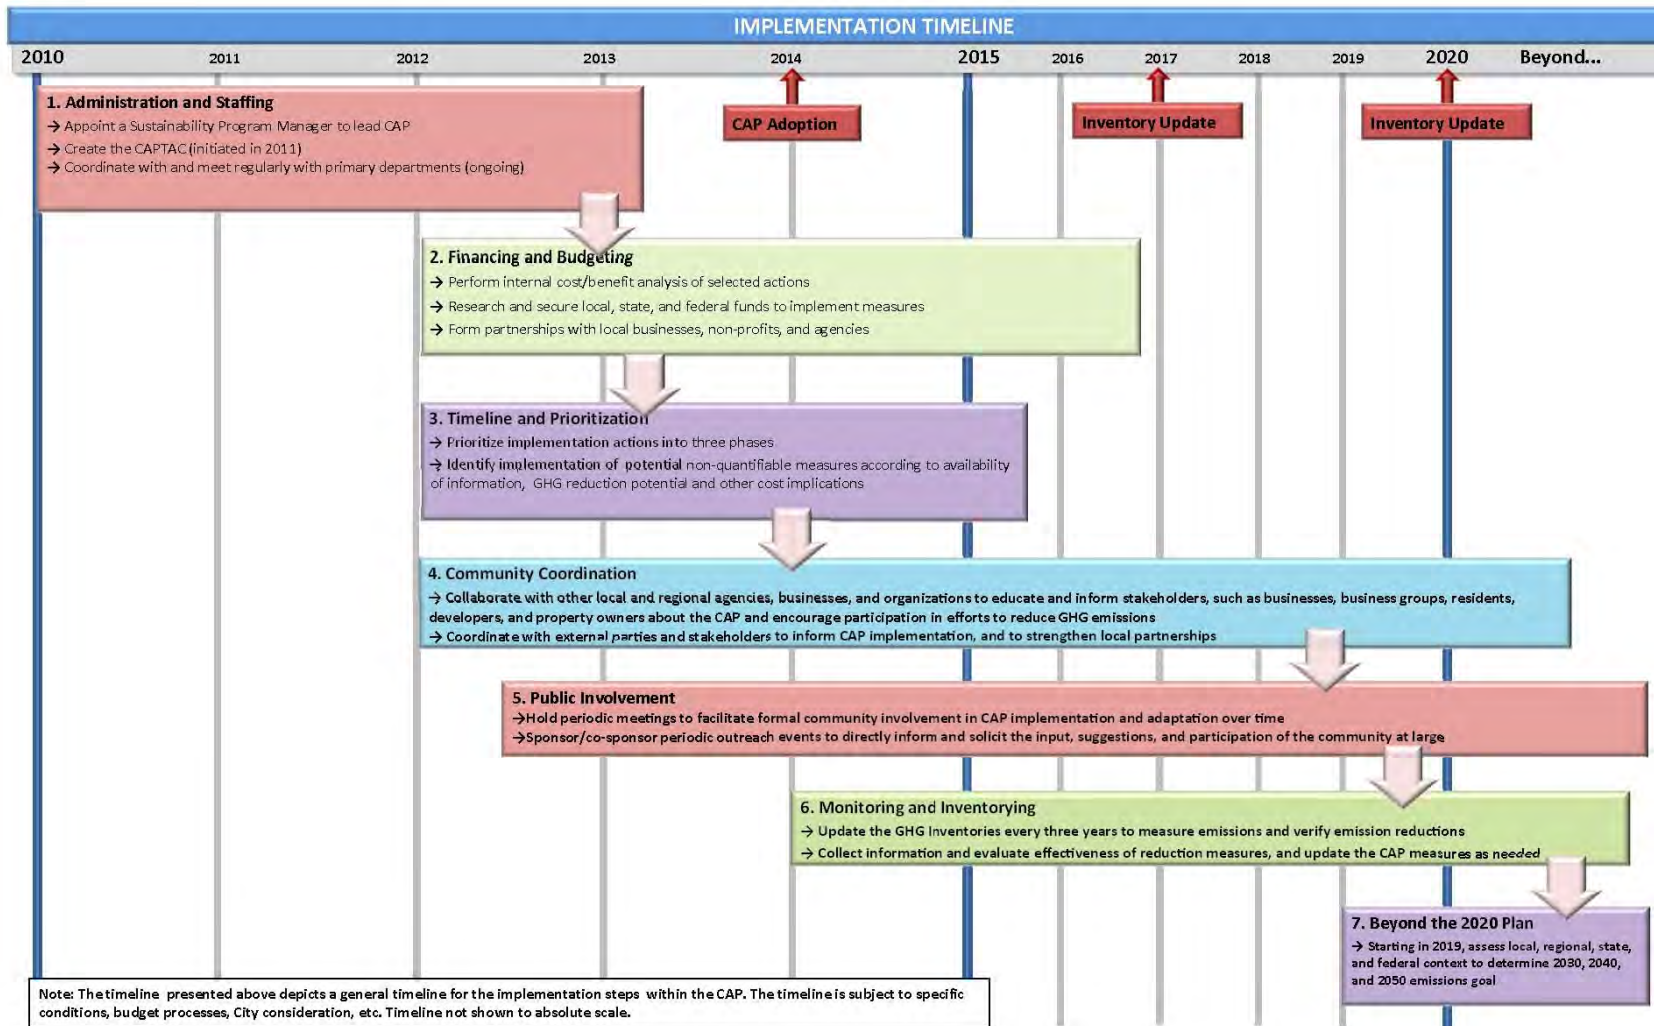 IMPLEMENTATION TIMELINE
2010 2011 2012 2013 2014 2015 2016 2017 2018 2019 2020 Beyond...
1. Administration and Staffing
→ Appoint a Sustainability Program Manager to lead CAP
→ Create the CAPTAC (initiated in 2011)
→ Coordinate with and meet regularly with primary departments (ongoing)
CAP Adoption
Inventory Update
Inventory Update
2. Financing and Budgeting
→ Perform internal cost/benefit analysis of selected actions
→ Research and secure local, state, and federal funds to implement measures
→ Form partnerships with local businesses, non-profits, and agencies
3. Timeline and Prioritization
→ Prioritize implementation actions into three phases
→ Identify implementation of potential non-quantifiable measures according to availability
of information, GHG reduction potential and other cost implications
4. Community Coordination
→ Collaborate with other local and regional agencies, businesses, and organizations to educate and inform stakeholders, such as businesses, business groups, residents,
developers, and property owners about the CAP and encourage participation in efforts to reduce GHG emissions
→ Coordinate with external parties and stakeholders to inform CAP implementation, and to strengthen local partnerships
5. Public Involvement
→Hold periodic meetings to facilitate formal community involvement in CAP implementation and adaptation over time
→Sponsor/co-sponsor periodic outreach events to directly inform and solicit the input, suggestions, and participation of the community at large
6. Monitoring and Inventorying
→ Update the GHG Inventories every three years to measure emissions and verify emission reductions
→ Collect information and evaluate effectiveness of reduction measures, and update the CAP measures as needed
7. Beyond the 2020 Plan
→ Starting in 2019, assess local, regional, state,
and federal context to determine 2030, 2040,
and 2050 emissions goal
Note: The timeline presented above depicts a general timeline for the implementation steps within the CAP. The timeline is subject to specific
conditions, budget processes, City consideration, etc. Timeline not shown to absolute scale.